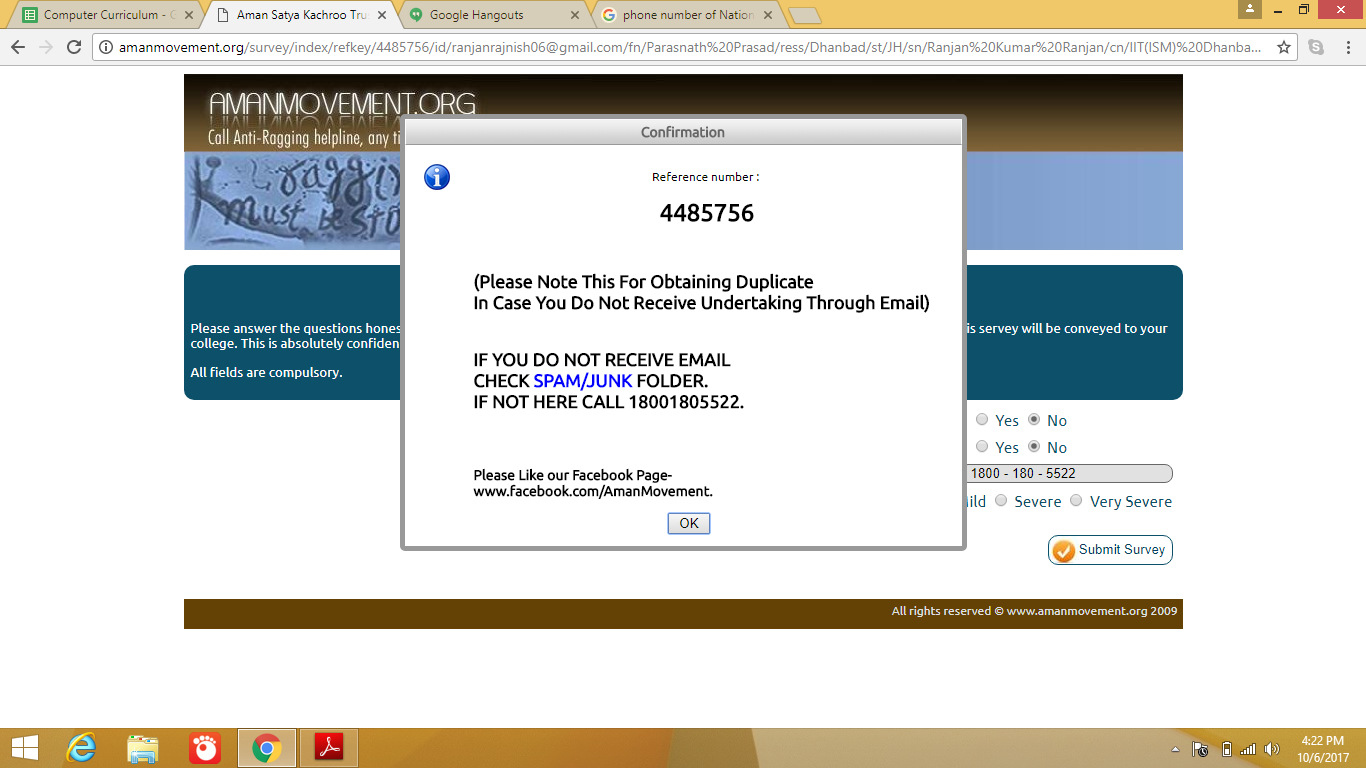 Computer Curriculum - G
Aman Satya Kachroo Trus
Google Hangouts
phone number of Nation
amanmovement.org/survey/index/refkey/4485756/id/ranjanrajnish06@gmail.com/fn/Parasnath%20Prasad/ress/Dhanbad/st/JH/sn/Ranjan%20Kumar%20Ranjan/cn/IIT(ISM)%20Dhanba...
AMANMOVEMENT.ORG
Call Anti-Ragging helpline, any ti
raggi
must be sto
Confirmation
Reference number :
4485756
(Please Note This For Obtaining Duplicate
In Case You Do Not Receive Undertaking Through Email)
IF YOU DO NOT RECEIVE EMAIL
CHECK SPAM/JUNK FOLDER.
IF NOT HERE CALL 18001805522.
Please Like our Facebook Page-
www.facebook.com/AmanMovement.
OK
Please answer the questions hones is servey will be conveyed to your
college. This is absolutely confiden
All fields are compulsory.
Yes No
Yes No
1800 - 180 - 5522
ild Severe Very Severe
Submit Survey
All rights reserved © www.amanmovement.org 2009
4:22 PM
10/6/2017